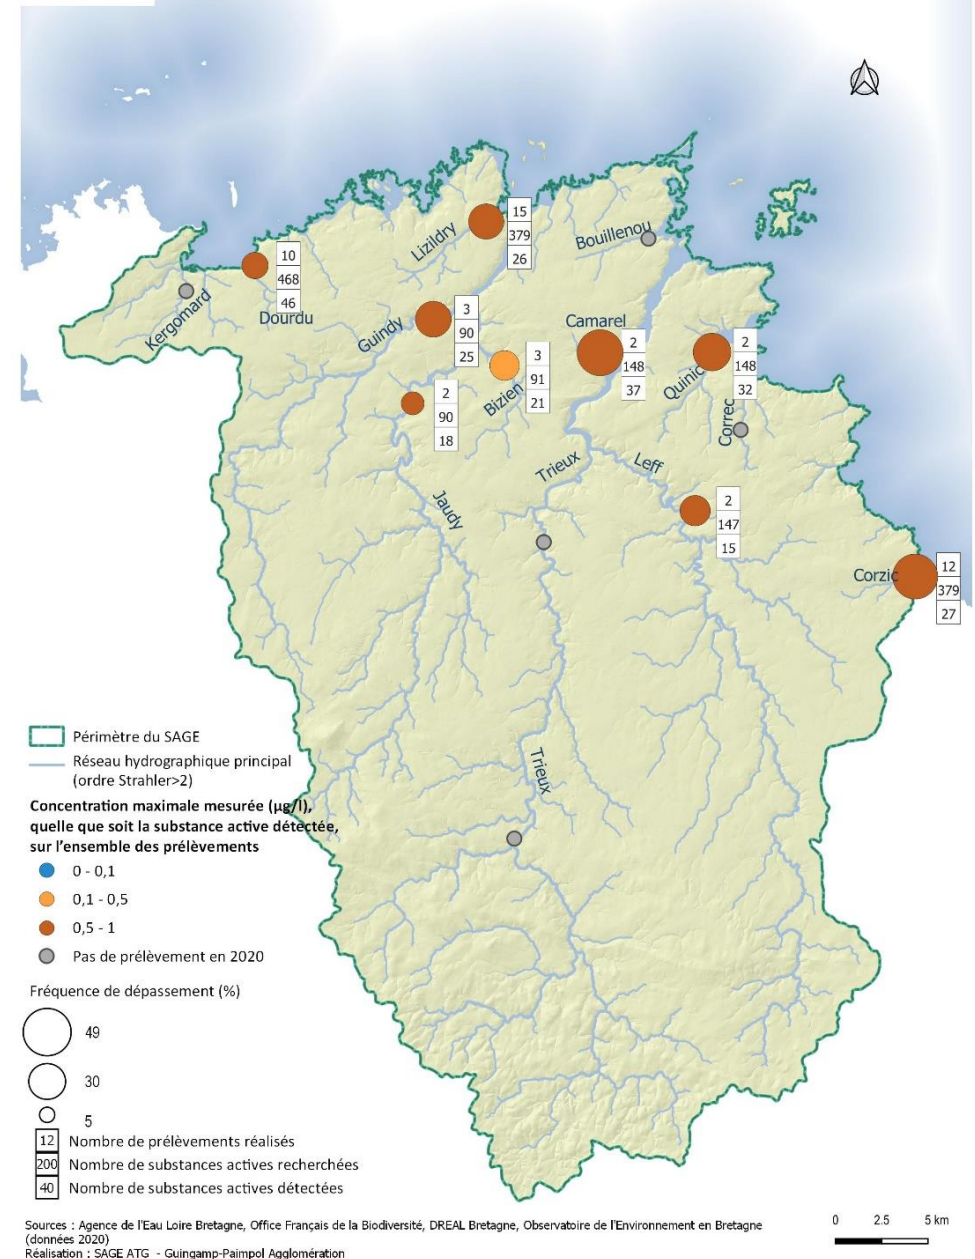 Lizildry
15
379
26
Bouillenou
10
468
46
Dourdu
Kergomard
Guindy
3
90
25
Camarel
2
148
37
Quinic
2
148
32
Bizien
3
91
21
2
90
18
Correc
Trieux
Leff
Jaudy
2
147
15
Corzic
12
379
27
Trieux
Périmètre du SAGE
Réseau hydrographique principal
(ordre Strahler>2)
Concentration maximale mesurée (µg/l),
quelle que soit la substance active détectée,
sur l'ensemble des prélèvements
0 - 0,1
0,1 - 0,5
0,5 - 1
Pas de prélèvement en 2020
Fréquence de dépassement (%)
49
30
5
12 Nombre de prélèvements réalisés
200 Nombre de substances actives recherchées
40 Nombre de substances actives détectées
Sources : Agence de l'Eau Loire Bretagne, Office Français de la Biodiversité, DREAL Bretagne, Observatoire de l'Environnement en Bretagne
(données 2020)
Réalisation : SAGE ATG - Guingamp-Paimpol Agglomération
0 2.5 5 km